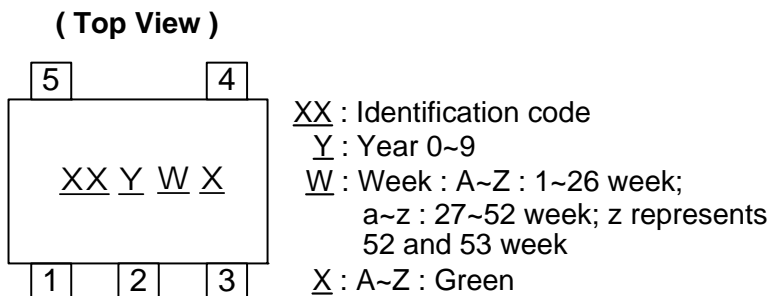 ( Top View )
5 4
XX Y W X
1 2 3
XX : Identification code
Y : Year 0~9
W : Week : A~Z : 1~26 week;
a~z : 27~52 week; z represents
52 and 53 week
X : A~Z : Green